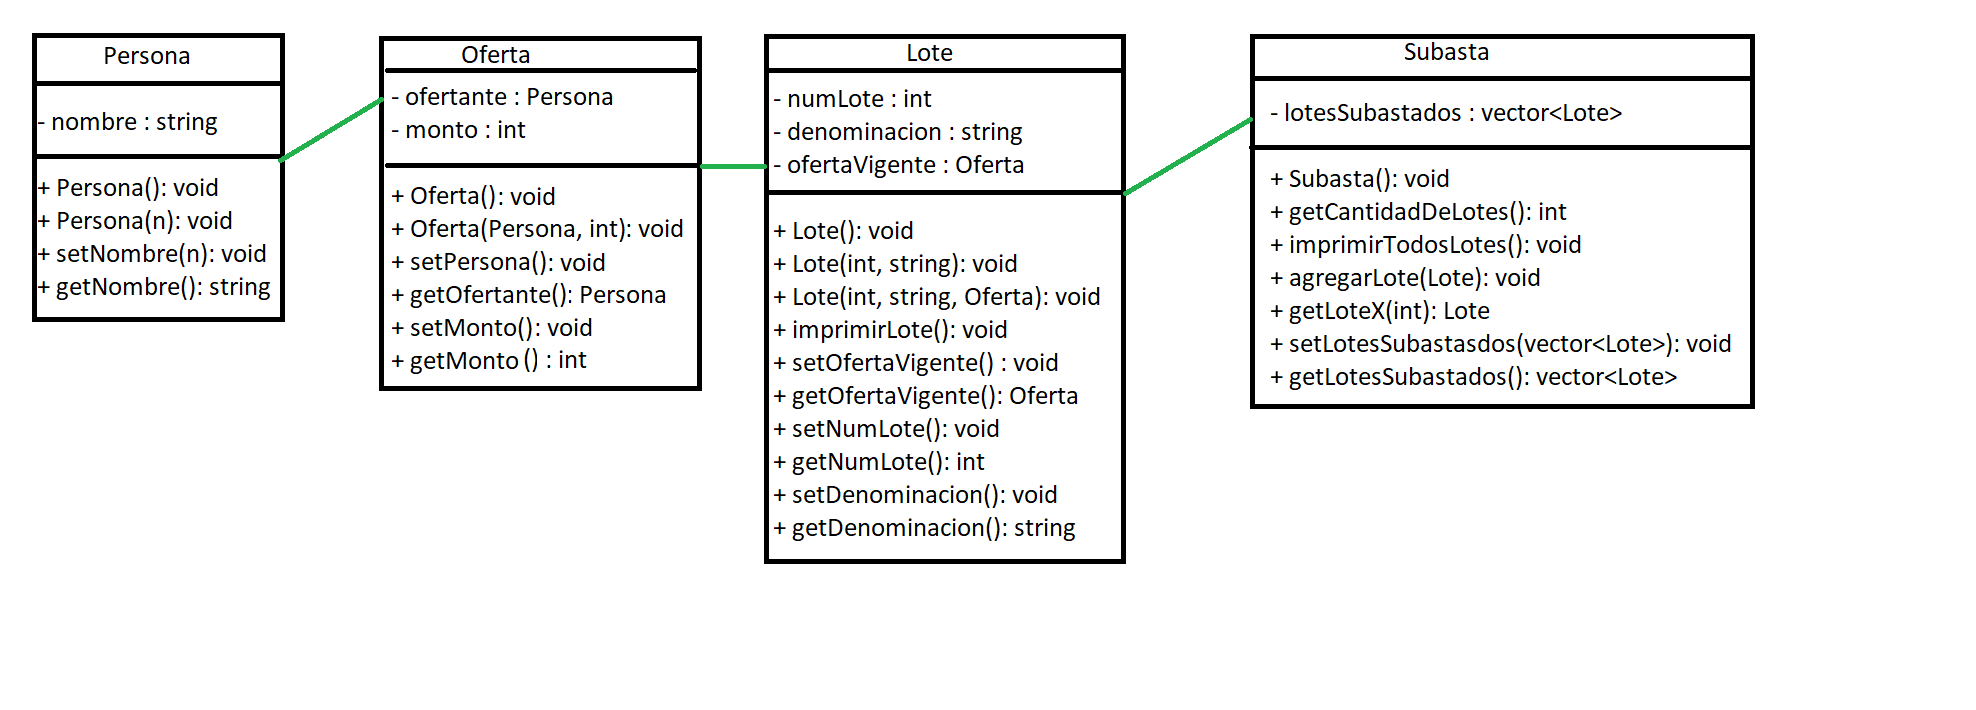 Persona
- nombre : string
+ Persona(): void
+ Persona(n): void
+ setNombre(n): void
+ getNombre(): string
Oferta
- ofertante : Persona
- monto : int
+ Oferta(): void
+ Oferta(Persona, int): void
+ setPersona(): void
+ getOfertante(): Persona
+ setMonto(): void
+ getMonto () : int
Lote
- numLote : int
- denominacion : string
- ofertaVigente : Oferta
+ Lote(): void
+ Lote(int, string): void
+ Lote(int, string, Oferta): void
+ imprimirLote(): void
+ setOfertaVigente() : void
+ getOfertaVigente(): Oferta
+ setNumLote(): void
+ getNumLote(): int
+ setDenominacion(): void
+ getDenominacion(): string
Subasta
- lotesSubastados : vector<Lote>
+ Subasta(): void
+ getCantidadDeLotes(): int
+ imprimirTodosLotes(): void
+ agregarLote(Lote): void
+ getLoteX(int): Lote
+ setLotesSubastasdos(vector<Lote>): void
+ getLotesSubastados(): vector<Lote>